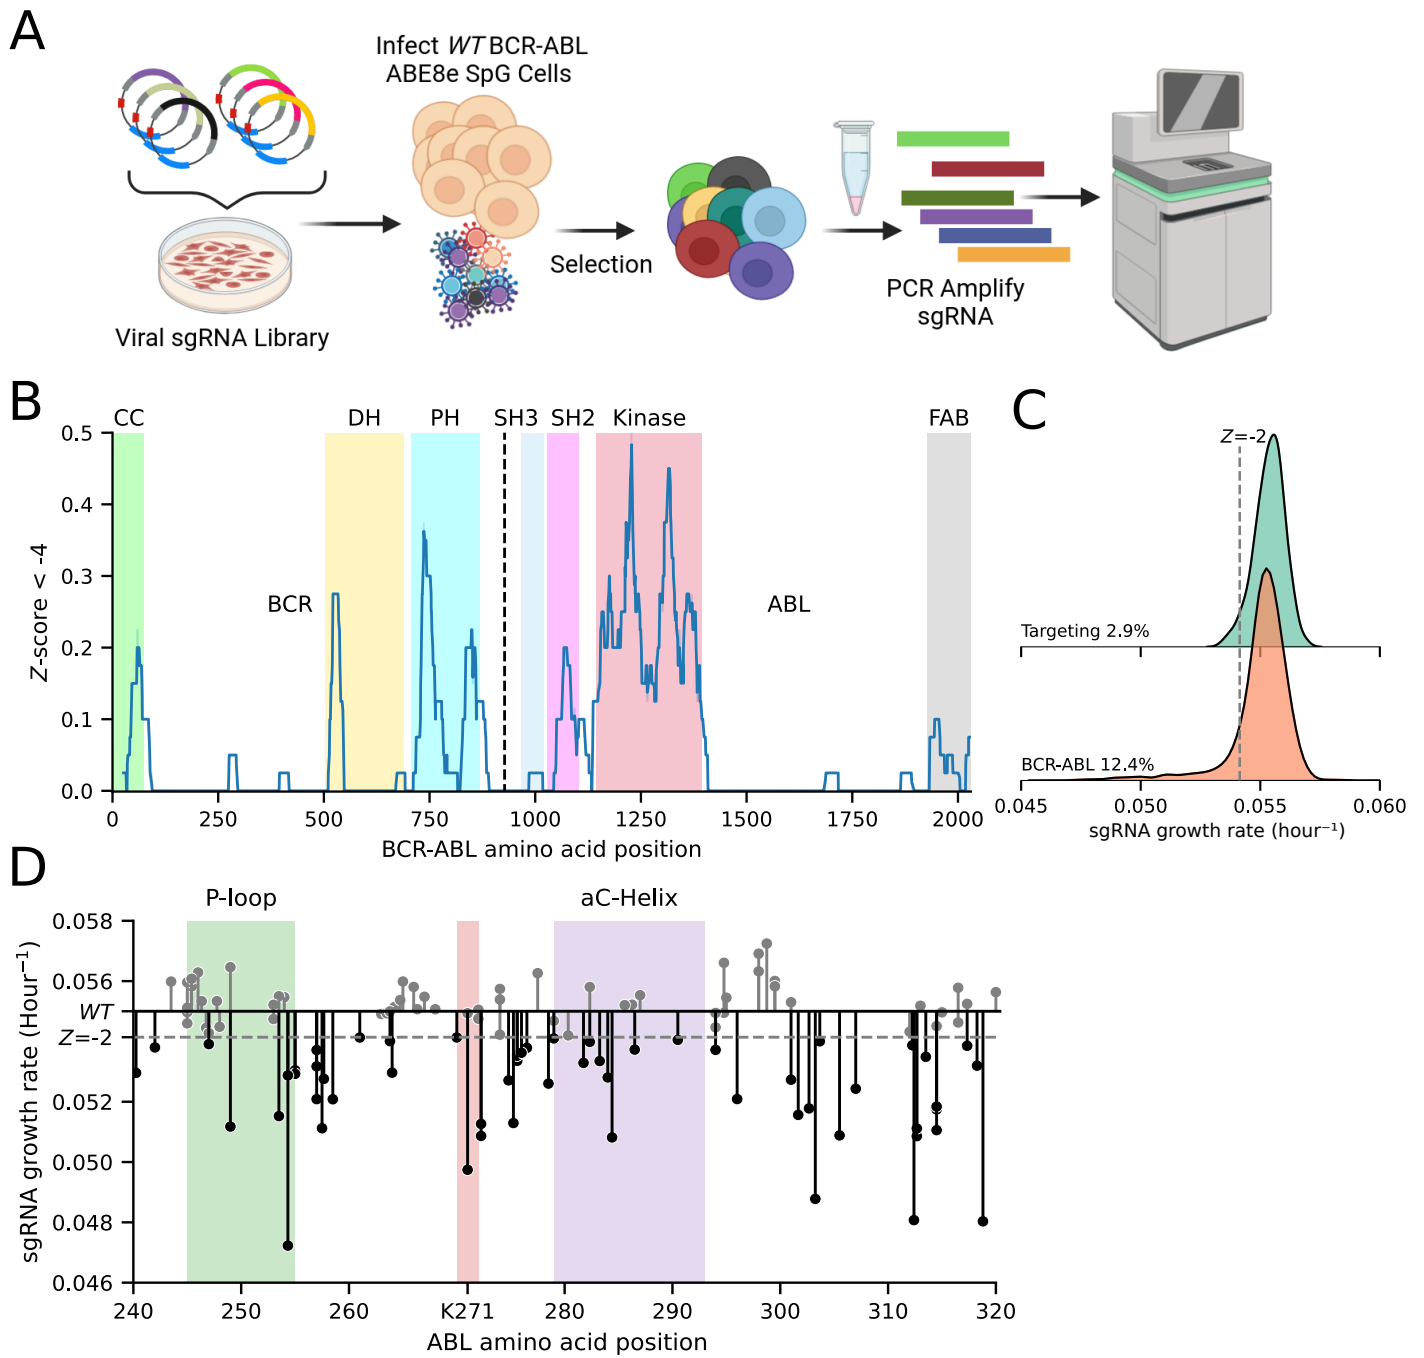 A
Infect WT BCR-ABL
ABE8e SpG Cells
Viral sgRNA Library
Selection
PCR Amplify
sgRNA
B
CC
DH
PH
SH3
SH2
Kinase
FAB
Z-score < -4
0.5
0.4
0.3
0.2
0.1
0.0
BCR
ABL
0
250
500
750
1000
1250
1500
1750
2000
BCR-ABL amino acid position
C
Z=-2
Targeting 2.9%
BCR-ABL 12.4%
0.045
0.050
0.055
0.060
sgRNA growth rate (hour⁻¹)
D
P-loop
aC-Helix
sgRNA growth rate (Hour⁻¹)
0.058
0.056
WT
Z=-2
0.052
0.050
0.048
0.046
240
250
260
K271
280
290
300
310
320
ABL amino acid position